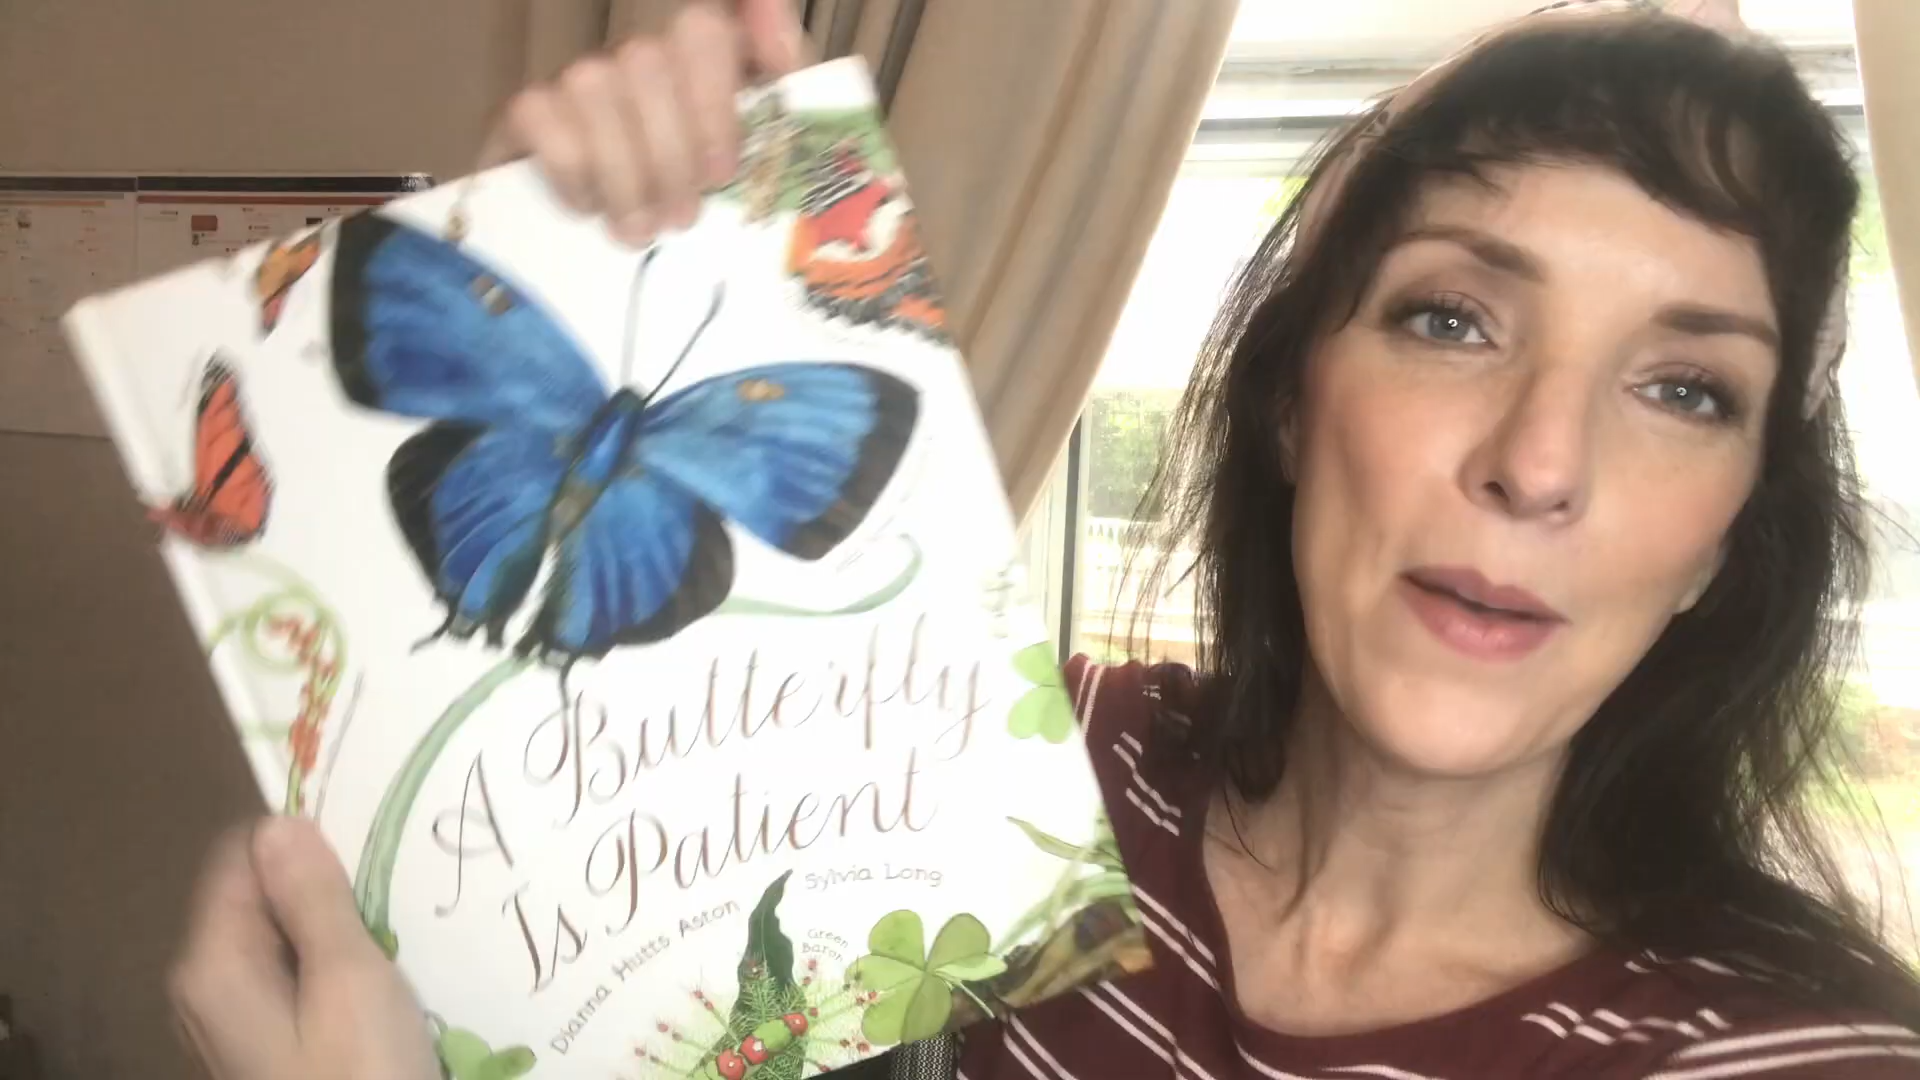 A Butterfly
Is Patient
Dianna Hutts Aston
Sylvia Long
Green
Baron